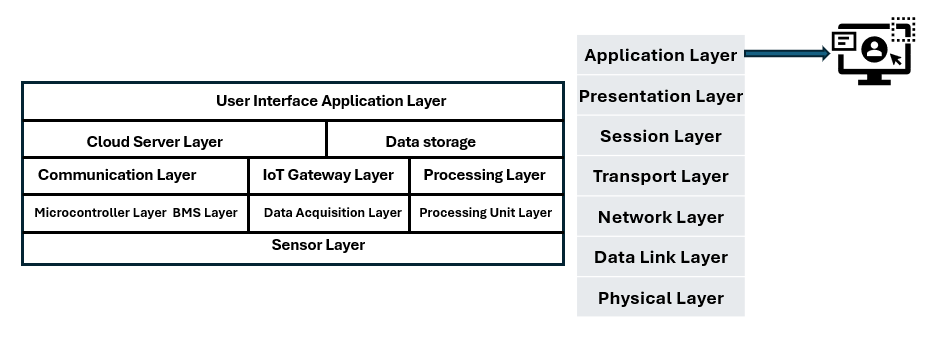 User Interface Application Layer
Cloud Server Layer
Data storage
Communication Layer
IoT Gateway Layer
Processing Layer
Microcontroller Layer BMS Layer
Data Acquisition Layer
Processing Unit Layer
Sensor Layer
Application Layer
Presentation Layer
Session Layer
Transport Layer
Network Layer
Data Link Layer
Physical Layer